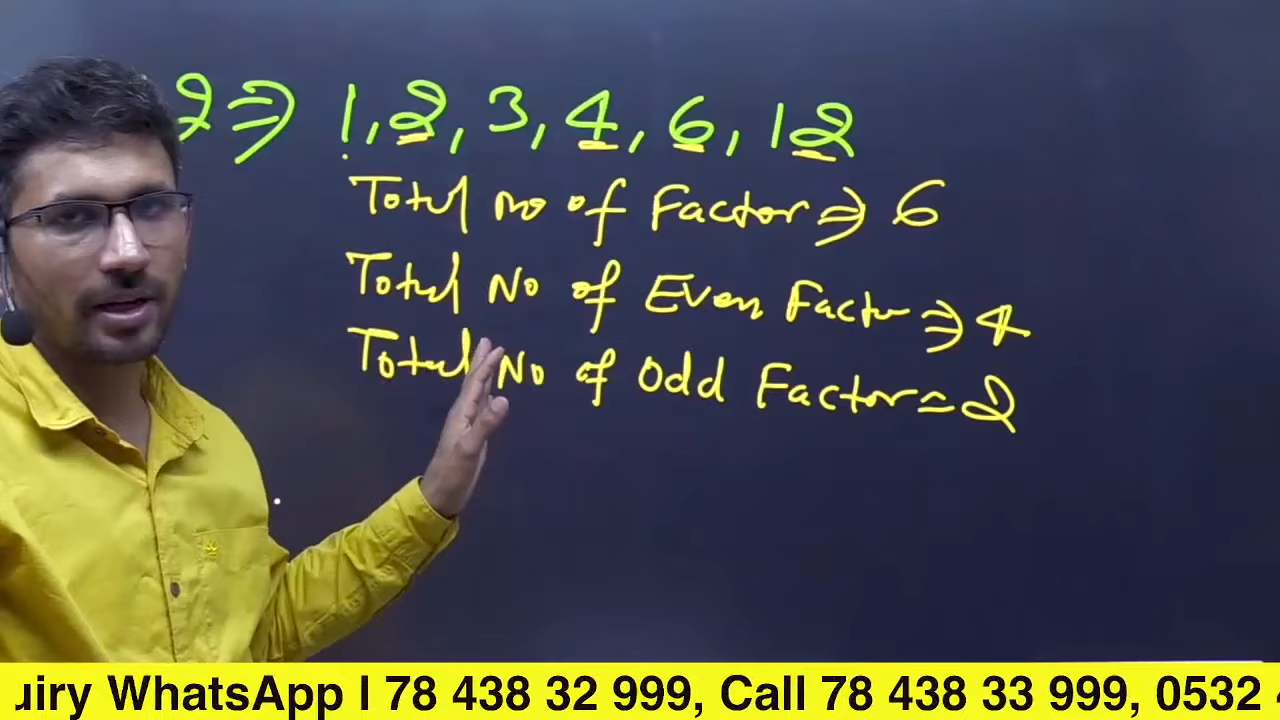 2 ⇒ 1, 2, 3, 4, 6, 12
Total no of Factor ⇒ 6
Total No of Even Factor ⇒ 4
Total No of Odd Factor = 2
uiry WhatsApp I 78 438 32 999, Call 78 438 33 999, 0532